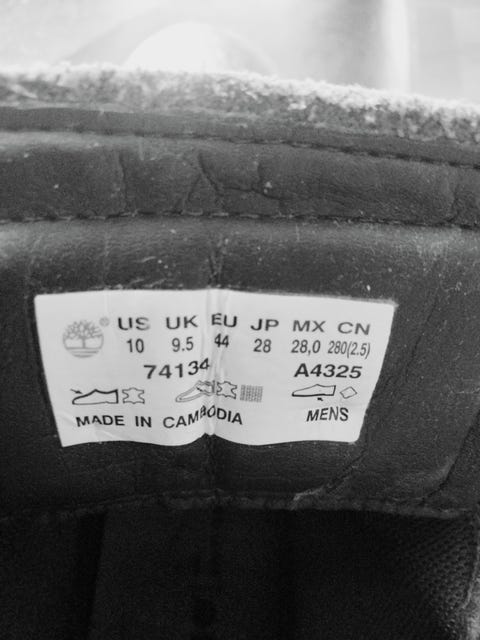 ® US UK EU JP MX CN
10 9.5 44 28 28,0 280(2.5)
74134 A4325
MADE IN CAMBODIA MENS